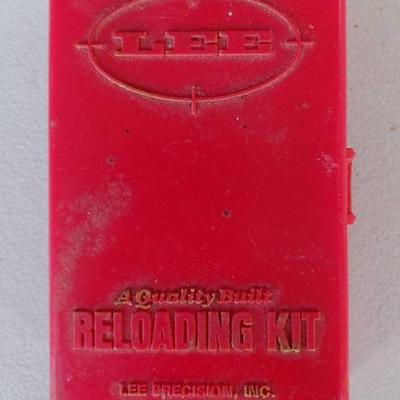 LEE
A Quality Built
RELOADING KIT
LEE PRECISION, INC.